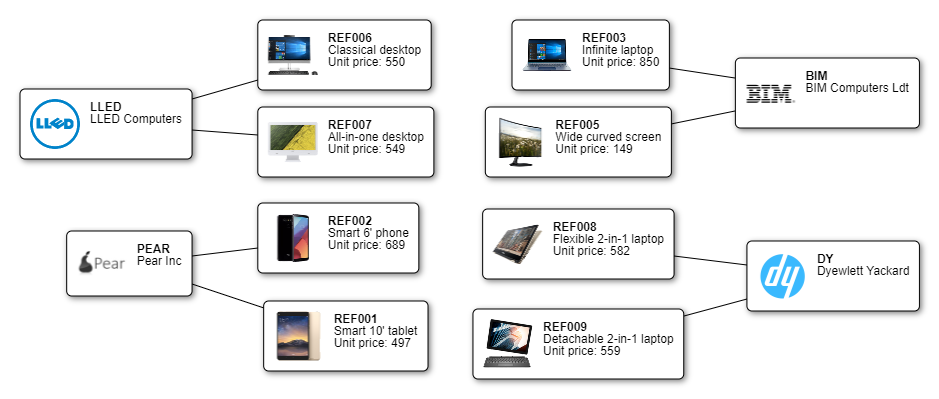 REF006
Classical desktop
Unit price: 550
REF003
Infinite laptop
Unit price: 850
LLED
LLED
LLED Computers
BIM
BIM
BIM Computers Ldt
REF007
All-in-one desktop
Unit price: 549
REF005
Wide curved screen
Unit price: 149
REF002
Smart 6' phone
Unit price: 689
REF008
Flexible 2-in-1 laptop
Unit price: 582
Pear
PEAR
Pear Inc
dy
DY
Dyewlett Yackard
REF001
Smart 10' tablet
Unit price: 497
REF009
Detachable 2-in-1 laptop
Unit price: 559